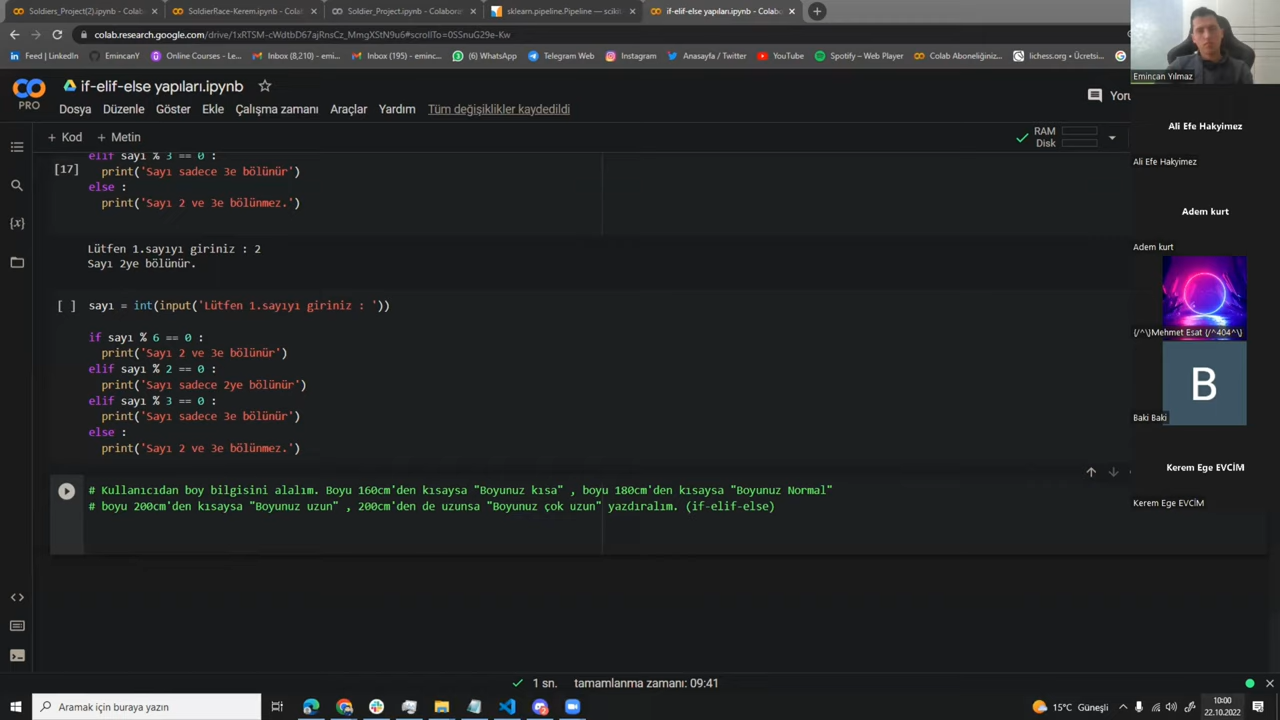 Soldiers_Project(2).ipynb - Cola
SoldierRace-Kerem.ipynb - Colab
Soldier_Project.ipynb - Colabora
sklearn.pipeline.Pipeline — scikit
if-elif-else yapıları.ipynb - Colab
colab.research.google.com/drive/1xRTSM-cWdtbD67ajRnsCz_MmgXStN9u6#scrollTo=0SSnuG29e-Kw
Feed | LinkedIn
EmincanY
Online Courses - Le...
Inbox (8,210) - emi...
Inbox (195) - eminc...
(6) WhatsApp
Telegram Web
Instagram
Anasayfa / Twitter
YouTube
Spotify – Web Player
Colab Aboneliğiniz...
lichess.org • Ücretsi...
Emincan Yılmaz
PRO
if-elif-else yapıları.ipynb
Dosya Düzenle Göster Ekle Çalışma zamanı Araçlar Yardım Tüm değişiklikler kaydedildi
Yoru
+ Kod + Metin
RAM
Disk
elif sayı % 3 == 0 :
[17]
print('Sayı sadece 3e bölünür')
else :
print('Sayı 2 ve 3e bölünmez.')
Lütfen 1.sayıyı giriniz : 2
Sayı 2ye bölünür.
[ ] sayı = int(input('Lütfen 1.sayıyı giriniz : '))
if sayı % 6 == 0 :
print('Sayı 2 ve 3e bölünür')
elif sayı % 2 == 0 :
print('Sayı sadece 2ye bölünür')
elif sayı % 3 == 0 :
print('Sayı sadece 3e bölünür')
else :
print('Sayı 2 ve 3e bölünmez.')
# Kullanıcıdan boy bilgisini alalım. Boyu 160cm'den kısaysa "Boyunuz kısa" , boyu 180cm'den kısaysa "Boyunuz Normal"
# boyu 200cm'den kısaysa "Boyunuz uzun" , 200cm'den de uzunsa "Boyunuz çok uzun" yazdıralım. (if-elif-else)
Ali Efe Hakyimez
Ali Efe Hakyimez
Adem kurt
Adem kurt
{/^\}Mehmet Esat {/^404^\}
B
Baki Baki
Kerem Ege EVCİM
Kerem Ege EVCİM
1 sn. tamamlanma zamanı: 09:41
Aramak için buraya yazın
15°C Güneşli
10:00
22.10.2022